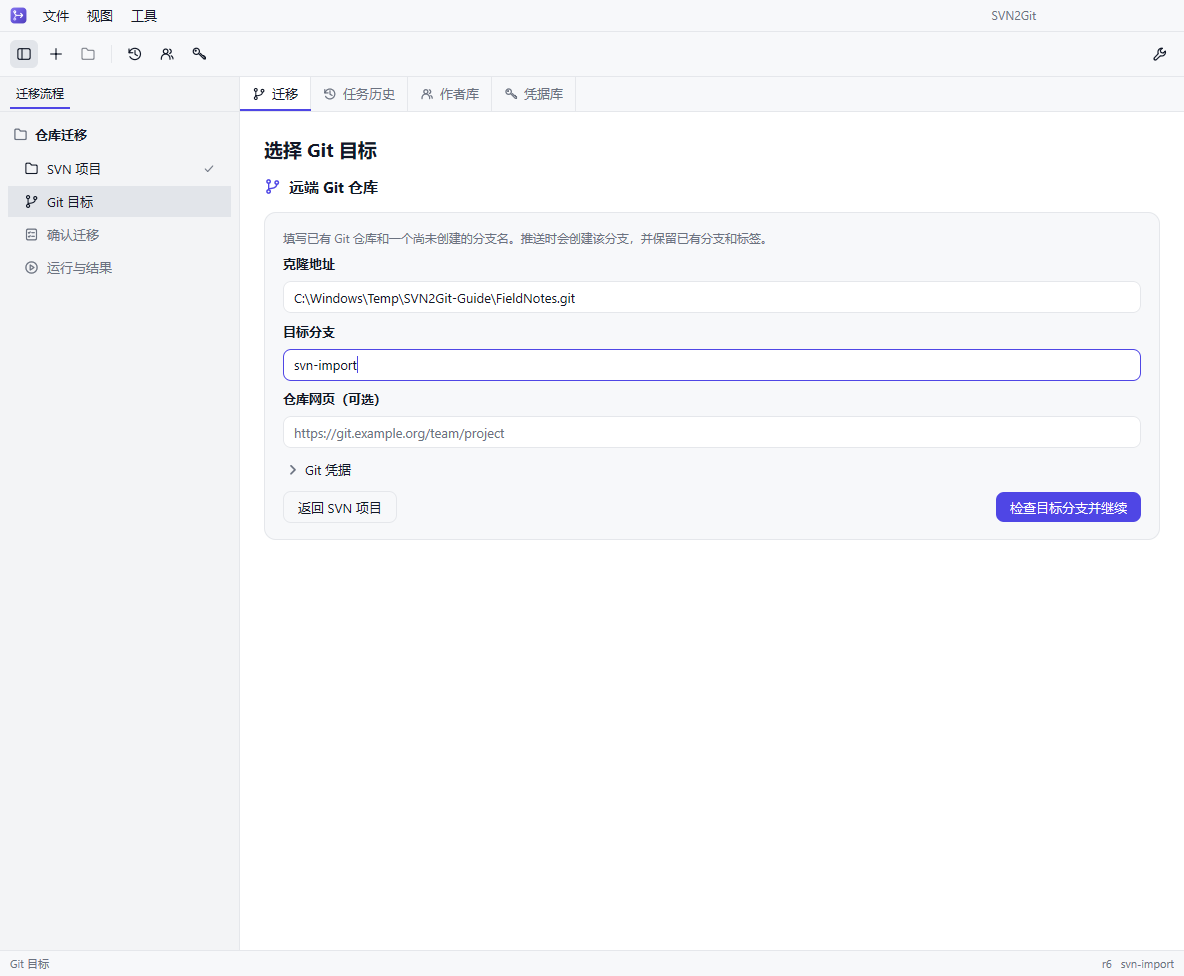 文件 视图 工具 SVN2Git
迁移流程
迁移 任务历史 作者库 凭据库
仓库迁移
SVN 项目
Git 目标
确认迁移
运行与结果
选择 Git 目标
远端 Git 仓库
填写已有 Git 仓库和一个尚未创建的分支名。推送时会创建该分支，并保留已有分支和标签。
克隆地址
C:\Windows\Temp\SVN2Git-Guide\FieldNotes.git
目标分支
svn-import
仓库网页（可选）
https://git.example.org/team/project
Git 凭据
返回 SVN 项目 检查目标分支并继续
Git 目标 r6 svn-import